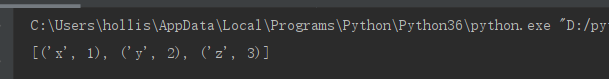 C:\Users\hollis\AppData\Local\Programs\Python\Python36\python.exe "D:/py
[('x', 1), ('y', 2), ('z', 3)]